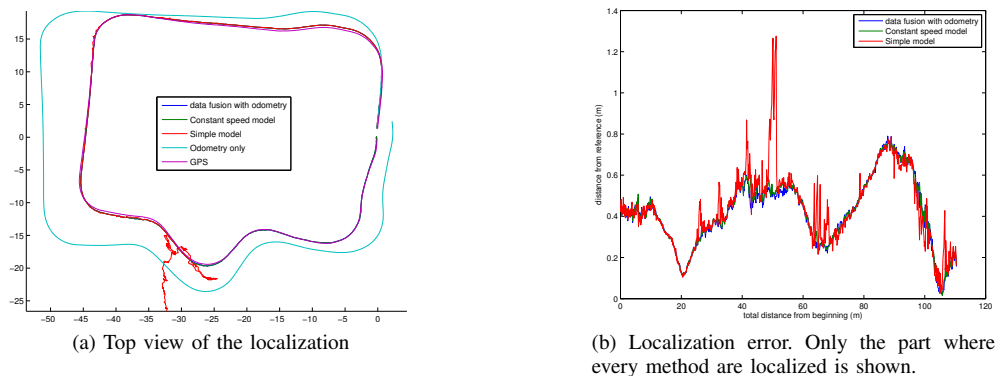 15
10
5
0
−5
−10
−15
−20
−25
−50 −45 −40 −35 −30 −25 −20 −15 −10 −5 0
data fusion with odometry
Constant speed model
Simple model
Odometry only
GPS
(a) Top view of the localization
1.4
1.2
1
0.8
0.6
0.4
0.2
0
0 20 40 60 80 100 120
distance from reference (m)
total distance from beginning (m)
data fusion with odometry
Constant speed model
Simple model
(b) Localization error. Only the part where
every method are localized is shown.